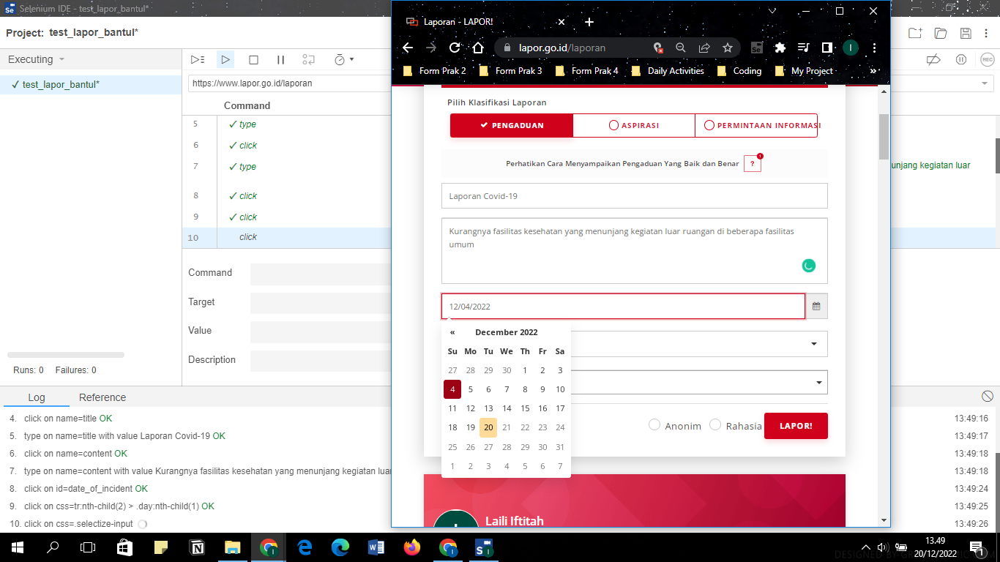 Selenium IDE - test_lapor_bantul*
Project: test_lapor_bantul*
Executing
✓ test_lapor_bantul*
https://www.lapor.go.id/laporan
Command
5 ✓ type
6 ✓ click
7 ✓ type
unjang kegiatan luar
8 ✓ click
9 ✓ click
10 click
Command
Target
Value
Description
Runs: 0 Failures: 0
REC
Log Reference
4. click on name=title OK 13:49:16
5. type on name=title with value Laporan Covid-19 OK 13:49:17
6. click on name=content OK 13:49:18
7. type on name=content with value Kurangnya fasilitas kesehatan yang menunjang kegiatan luar 13:49:18
8. click on id=date_of_incident OK 13:49:24
9. click on css=tr:nth-child(2) > .day:nth-child(1) OK 13:49:25
10. click on css=.selectize-input 13:49:26
Laporan - LAPOR!
lapor.go.id/laporan
Se
I
Form Prak 2 Form Prak 3 Form Prak 4 Daily Activities Coding My Project »
Pilih Klasifikasi Laporan
PENGADUAN ASPIRASI PERMINTAAN INFORMASI
Perhatikan Cara Menyampaikan Pengaduan Yang Baik dan Benar ?
Laporan Covid-19
Kurangnya fasilitas kesehatan yang menunjang kegiatan luar ruangan di beberapa fasilitas
umum
12/04/2022
« December 2022
Su Mo Tu We Th Fr Sa
27 28 29 30 1 2 3
4 5 6 7 8 9 10
11 12 13 14 15 16 17
18 19 20 21 22 23 24
25 26 27 28 29 30 31
1 2 3 4 5 6 7
Anonim Rahasia LAPOR!
Laili Iftitah
13.49
20/12/2022
1